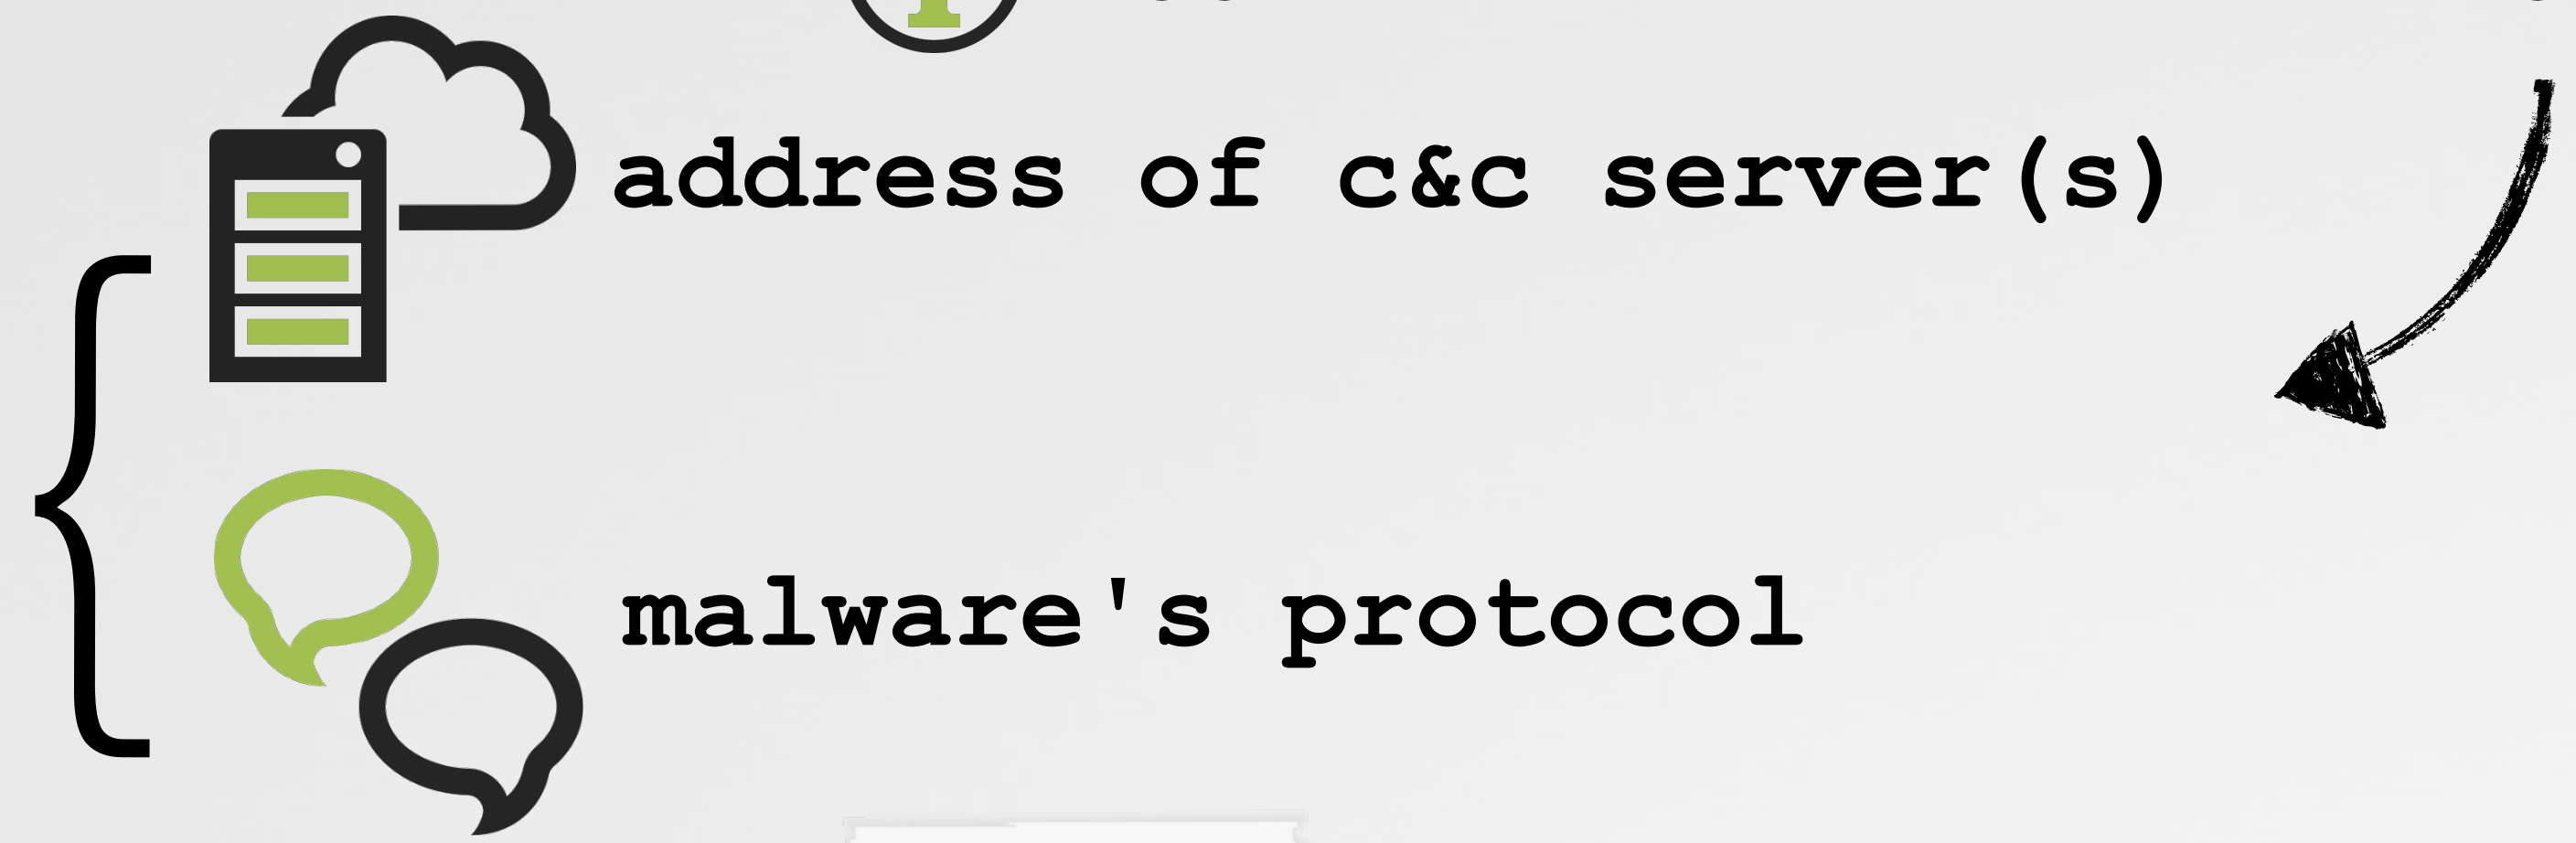 address of c&c server(s)
malware's protocol